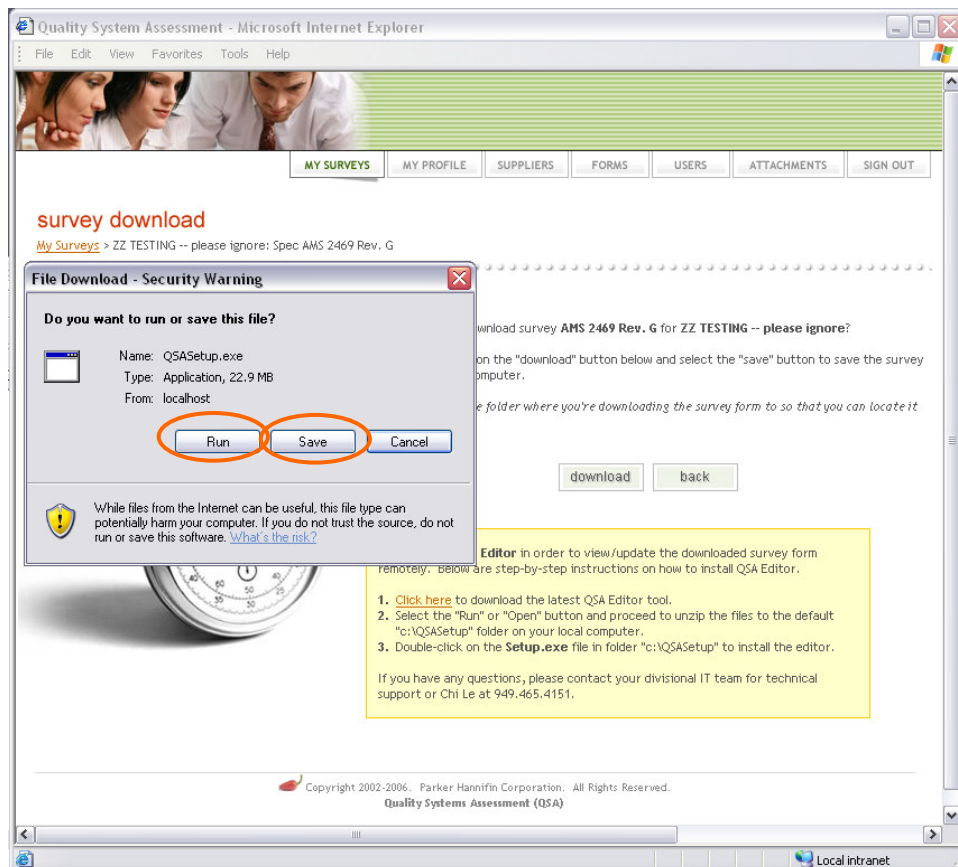 Quality System Assessment - Microsoft Internet Explorer
File Edit View Favorites Tools Help
MY SURVEYS MY PROFILE SUPPLIERS FORMS USERS ATTACHMENTS SIGN OUT
survey download
My Surveys > ZZ TESTING -- please ignore: Spec AMS 2469 Rev. G
File Download - Security Warning
Do you want to run or save this file?
Name: QSASetup.exe
Type: Application, 22.9 MB
From: localhost
Run Save Cancel
While files from the Internet can be useful, this file type can
potentially harm your computer. If you do not trust the source, do not
run or save this software. What's the risk?
download survey AMS 2469 Rev. G for ZZ TESTING -- please ignore?
on the "download" button below and select the "save" button to save the survey
computer.
folder where you're downloading the survey form to so that you can locate it
download back
Editor in order to view/update the downloaded survey form
remotely. Below are step-by-step instructions on how to install QSA Editor.
1. Click here to download the latest QSA Editor tool.
2. Select the "Run" or "Open" button and proceed to unzip the files to the default
"c:\QSASetup" folder on your local computer.
3. Double-click on the Setup.exe file in folder "c:\QSASetup" to install the editor.
If you have any questions, please contact your divisional IT team for technical
support or Chi Le at 949.465.4151.
Copyright 2002-2006. Parker Hannifin Corporation. All Rights Reserved.
Quality Systems Assessment (QSA)
Local intranet